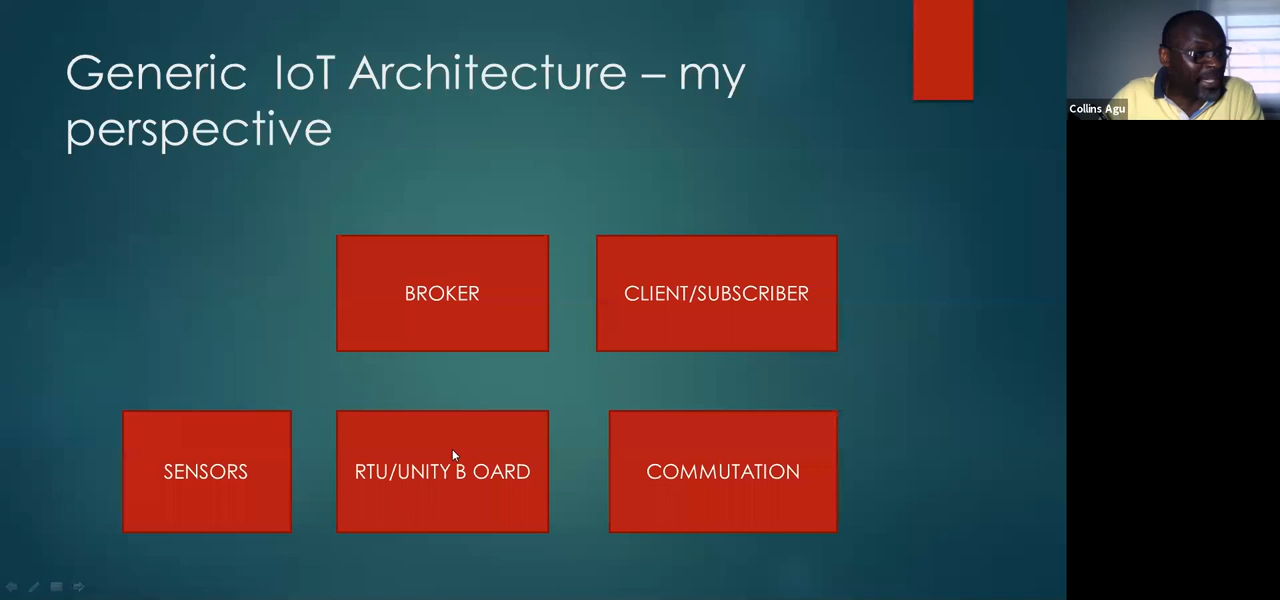 Generic IoT Architecture – my
perspective
Collins Agu
BROKER
CLIENT/SUBSCRIBER
SENSORS
RTU/UNITY B OARD
COMMUTATION